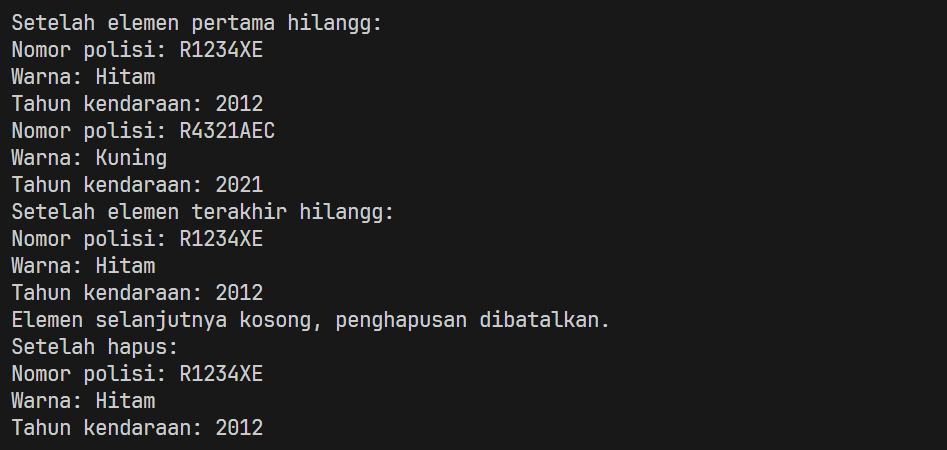 Setelah elemen pertama hilangg:
Nomor polisi: R1234XE
Warna: Hitam
Tahun kendaraan: 2012
Nomor polisi: R4321AEC
Warna: Kuning
Tahun kendaraan: 2021
Setelah elemen terakhir hilangg:
Nomor polisi: R1234XE
Warna: Hitam
Tahun kendaraan: 2012
Elemen selanjutnya kosong, penghapusan dibatalkan.
Setelah hapus:
Nomor polisi: R1234XE
Warna: Hitam
Tahun kendaraan: 2012